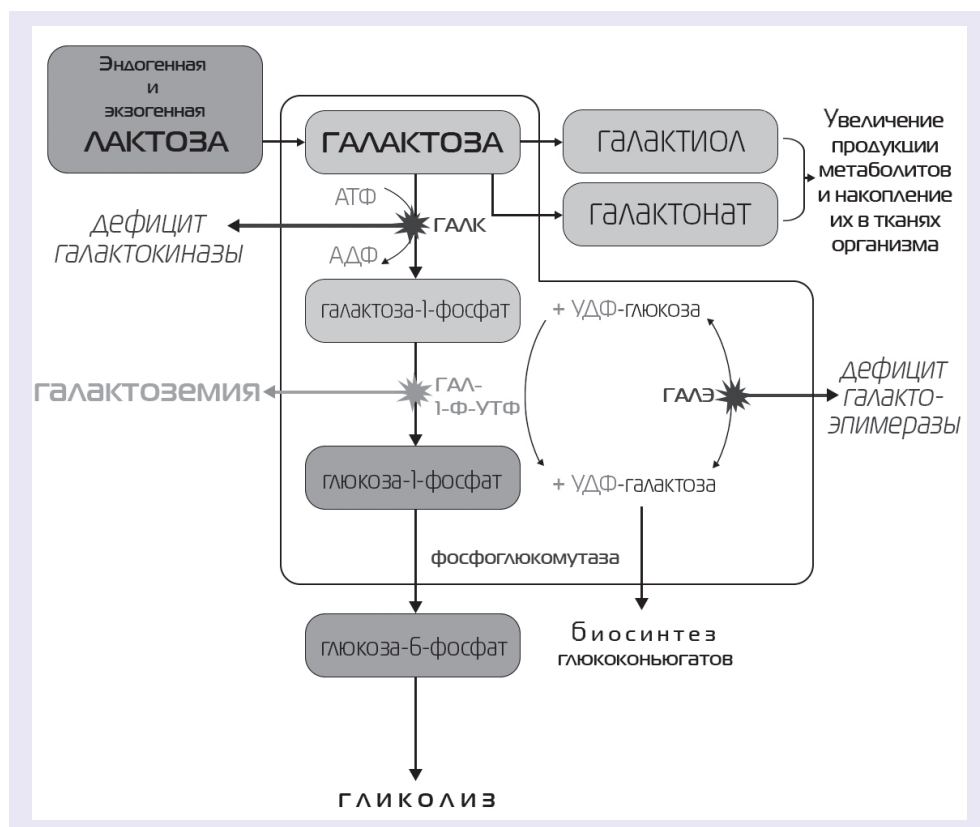 Эндогенная
и
экзогенная
ЛАКТОЗА
ГАЛАКТОЗА
ГАЛАКТИОЛ
ГАЛАКТОНАТ
Увеличение
продукции
метаболитов
и накопление
их в тканях
организма
АТФ
ГАЛК
АДФ
дефицит
галактокиназы
галактоза-1-фосфат
+ УДФ-глюкоза
галактоземия
ГАЛ-
1-Ф-УТФ
ГАЛЭ
дефицит
галакто-
эпимеразы
глюкоза-1-фосфат
+ УДФ-галактоза
фосфоглюкомутаза
глюкоза-6-фосфат
биосинтез
глюкоконьюгатов
ГЛИКОЛИЗ